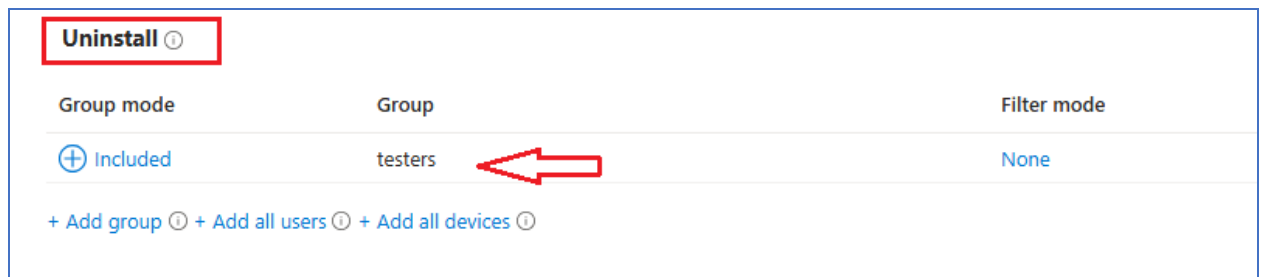 Uninstall
Group mode Group Filter mode
Included testers None
+ Add group + Add all users + Add all devices